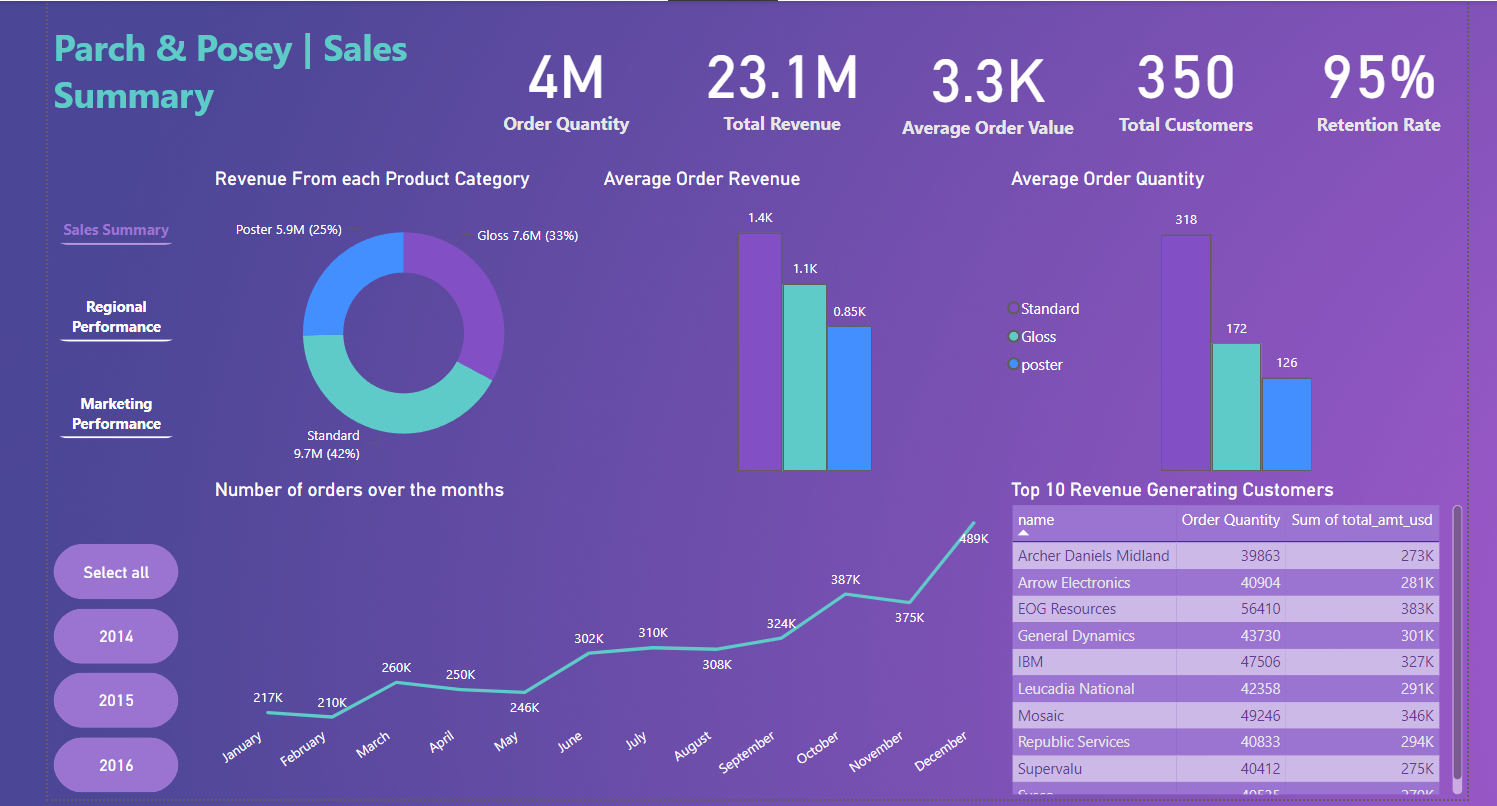 Parch & Posey | Sales
Summary
4M
Order Quantity
23.1M
Total Revenue
3.3K
Average Order Value
350
Total Customers
95%
Retention Rate
Sales Summary
Regional
Performance
Marketing
Performance
Select all
2014
2015
2016
Revenue From each Product Category
Poster 5.9M (25%)
Gloss 7.6M (33%)
Standard
9.7M (42%)
Average Order Revenue
1.4K
1.1K
0.85K
Average Order Quantity
Standard
Gloss
poster
318
172
126
Number of orders over the months
217K
210K
260K
250K
246K
302K
310K
308K
324K
387K
375K
489K
January
February
March
April
May
June
July
August
September
October
November
December
Top 10 Revenue Generating Customers
name Order Quantity Sum of total_amt_usd
Archer Daniels Midland 39863 273K
Arrow Electronics 40904 281K
EOG Resources 56410 383K
General Dynamics 43730 301K
IBM 47506 327K
Leucadia National 42358 291K
Mosaic 49246 346K
Republic Services 40833 294K
Supervalu 40412 275K